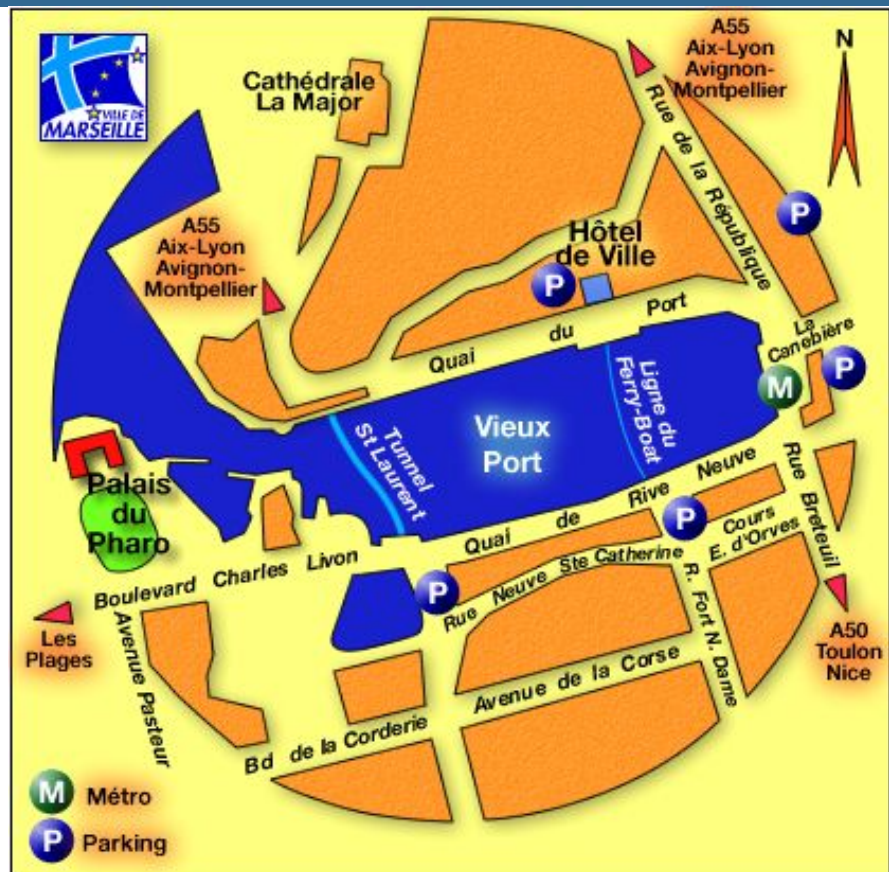 VILLE DE
MARSEILLE
Cathédrale
La Major
A55
Aix-Lyon
Avignon-
Montpellier
N
Rue de la République
P
A55
Aix-Lyon
Avignon-
Montpellier
Hôtel
de Ville
P
Quai du Port
La
Canebière
P
M
Ligne du
Ferry-Boat
Vieux
Port
Tunnel
St Laurent
Palais
du
Pharo
Quai de Rive Neuve
P
Rue Breteuil
Cours
E. d'Orves
Boulevard Charles Livon
P
Rue Neuve Ste Catherine
R. Fort N. Dame
Les
Plages
Avenue Pasteur
A50
Toulon
Nice
Avenue de la Corse
Bd de la Corderie
M Métro
P Parking